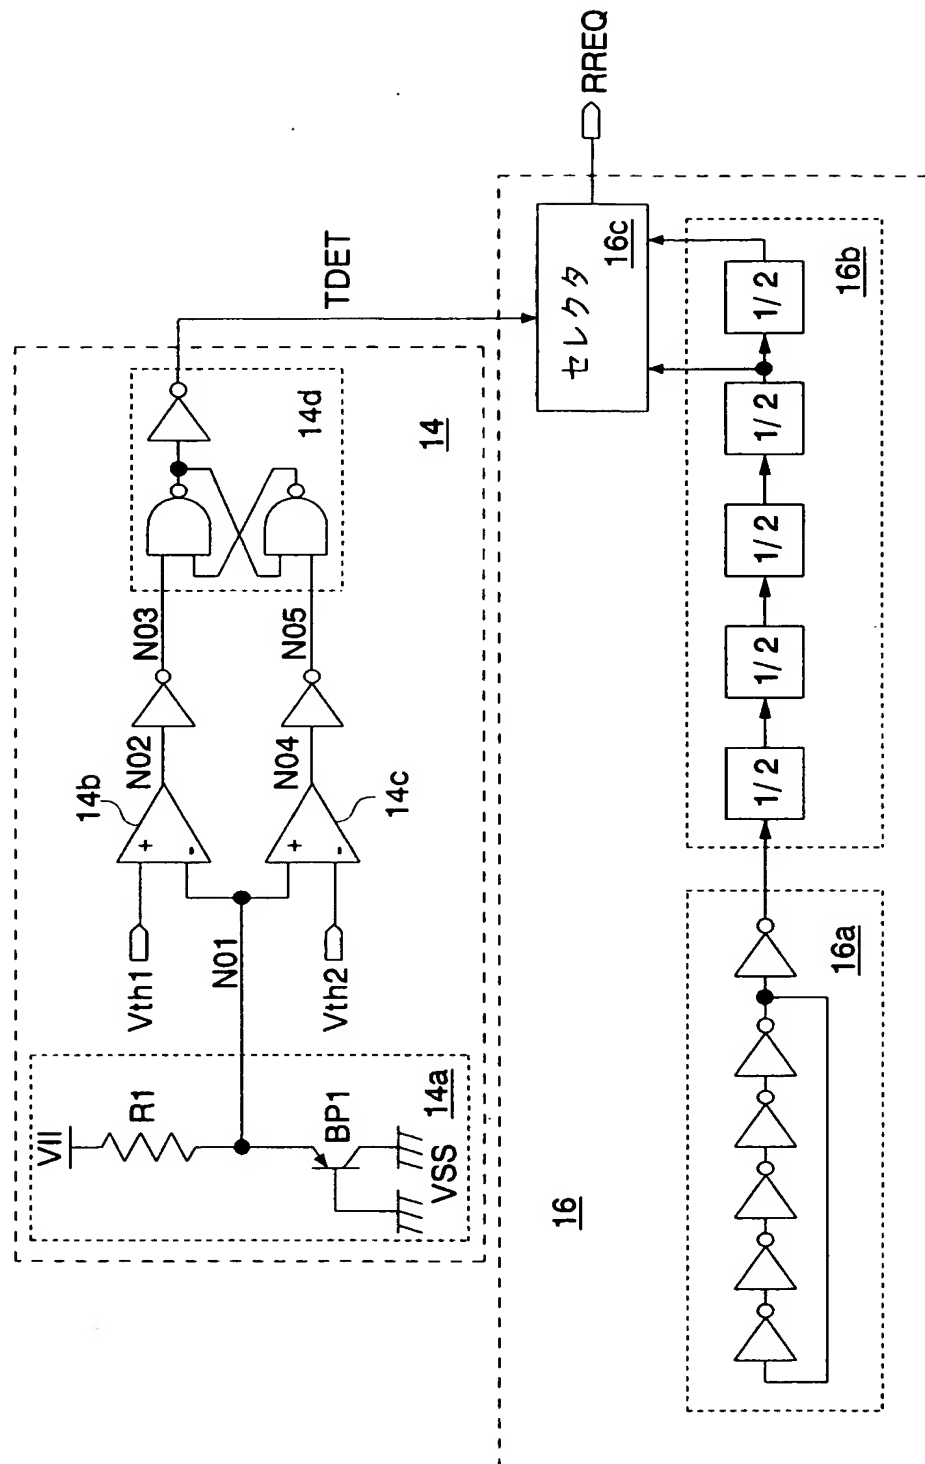 VII
R1
BP1
VSS
14a
N01
Vth1
Vth2
14b
14c
N02
N04
N03
N05
14d
14
TDET
セレクタ
16c
RREQ
16
16a
1/2
1/2
1/2
1/2
1/2
16b